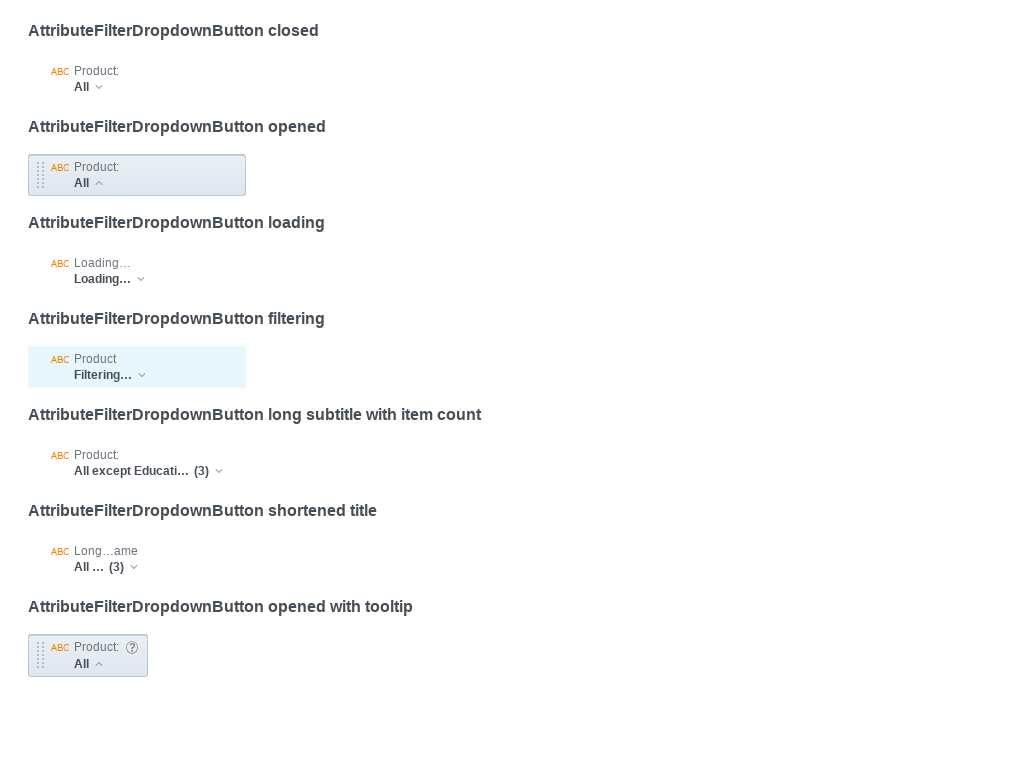 AttributeFilterDropdownButton closed
ABC Product:
All
AttributeFilterDropdownButton opened
ABC Product:
All
AttributeFilterDropdownButton loading
ABC Loading…
Loading…
AttributeFilterDropdownButton filtering
ABC Product
Filtering…
AttributeFilterDropdownButton long subtitle with item count
ABC Product:
All except Educati… (3)
AttributeFilterDropdownButton shortened title
ABC Long…ame
All … (3)
AttributeFilterDropdownButton opened with tooltip
ABC Product: ?
All